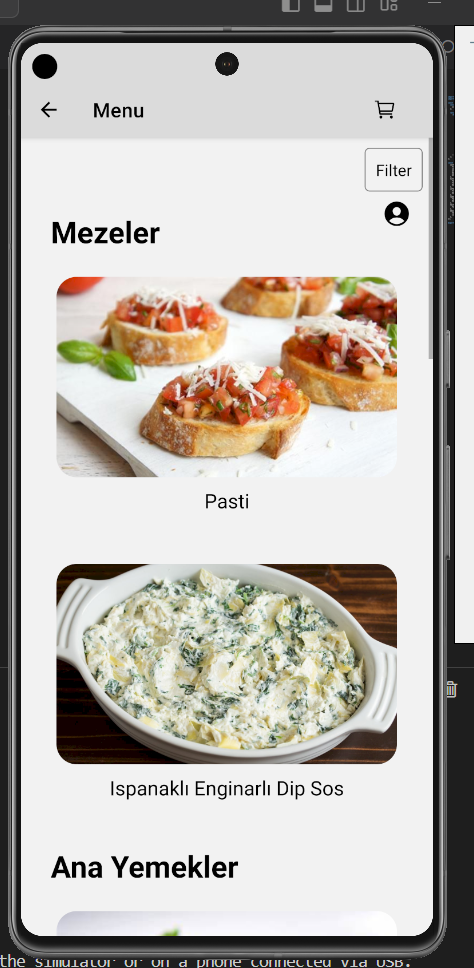 Menu
Filter
Mezeler
Pasti
Ispanaklı Enginarlı Dip Sos
Ana Yemekler
the simulator or on a phone connected via USB.